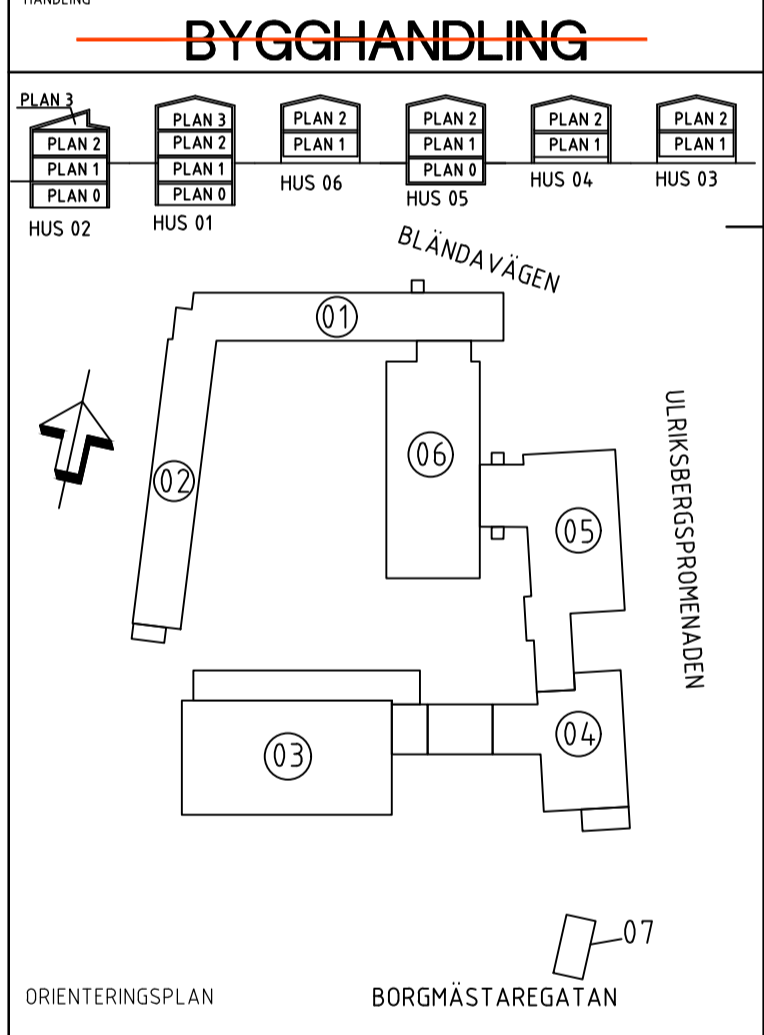 HANDLING
BYGGHANDLING
PLAN 3
PLAN 2
PLAN 1
PLAN 0
HUS 02
PLAN 3
PLAN 2
PLAN 1
PLAN 0
HUS 01
PLAN 2
PLAN 1
HUS 06
PLAN 2
PLAN 1
PLAN 0
HUS 05
PLAN 2
PLAN 1
HUS 04
PLAN 2
PLAN 1
HUS 03
BLÄNDAVÄGEN
01
02
06
05
ULRIKSBERGSPROMENADEN
03
04
07
ORIENTERINGSPLAN
BORGMÄSTAREGATAN